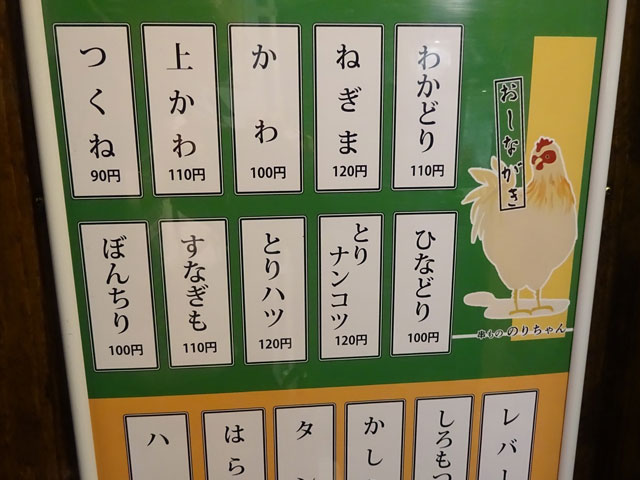 おしながき
わかどり
110円
ねぎま
120円
かわ
100円
上かわ
110円
つくね
90円
ひなどり
100円
とり
ナンコツ
120円
とりハツ
120円
すなぎも
110円
ぼんちり
100円
串もの のりちゃん
レバー
しろもつ
かし
タン
はら
ハ